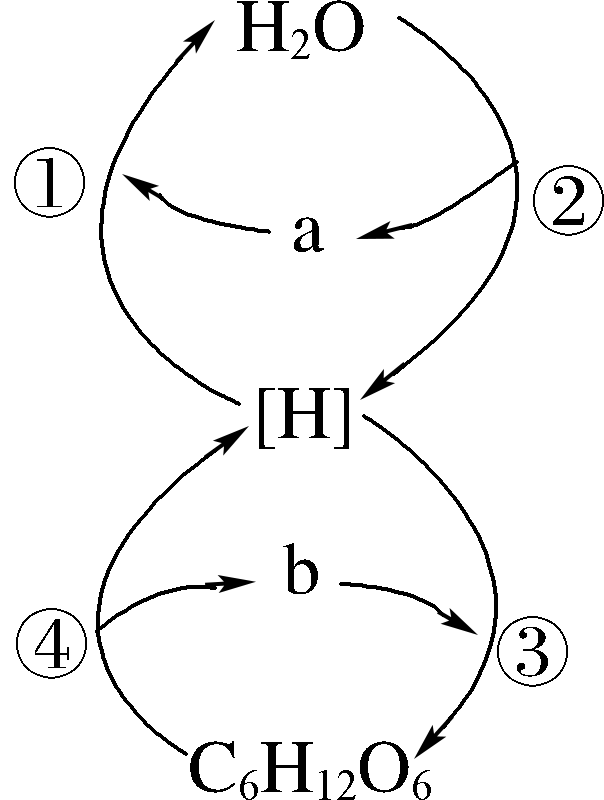 H₂O
① ②
a
[H]
b
④ ③
C₆H₁₂O₆